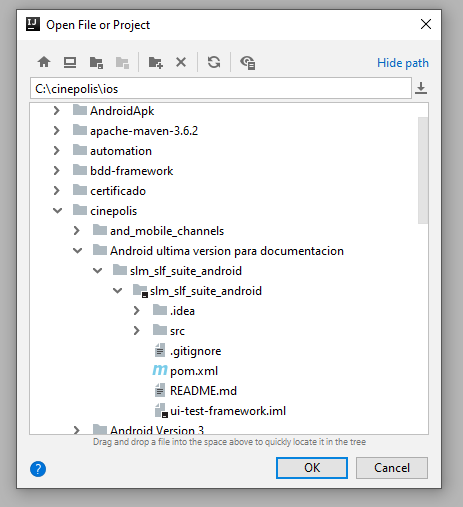 IJ Open File or Project
Hide path
C:\cinepolis\ios
AndroidApk
apache-maven-3.6.2
automation
bdd-framework
certificado
cinepolis
and_mobile_channels
Android ultima version para documentacion
slm_slf_suite_android
slm_slf_suite_android
.idea
src
.gitignore
m pom.xml
README.md
ui-test-framework.iml
Android Version 3
Drag and drop a file into the space above to quickly locate it in the tree
? OK Cancel